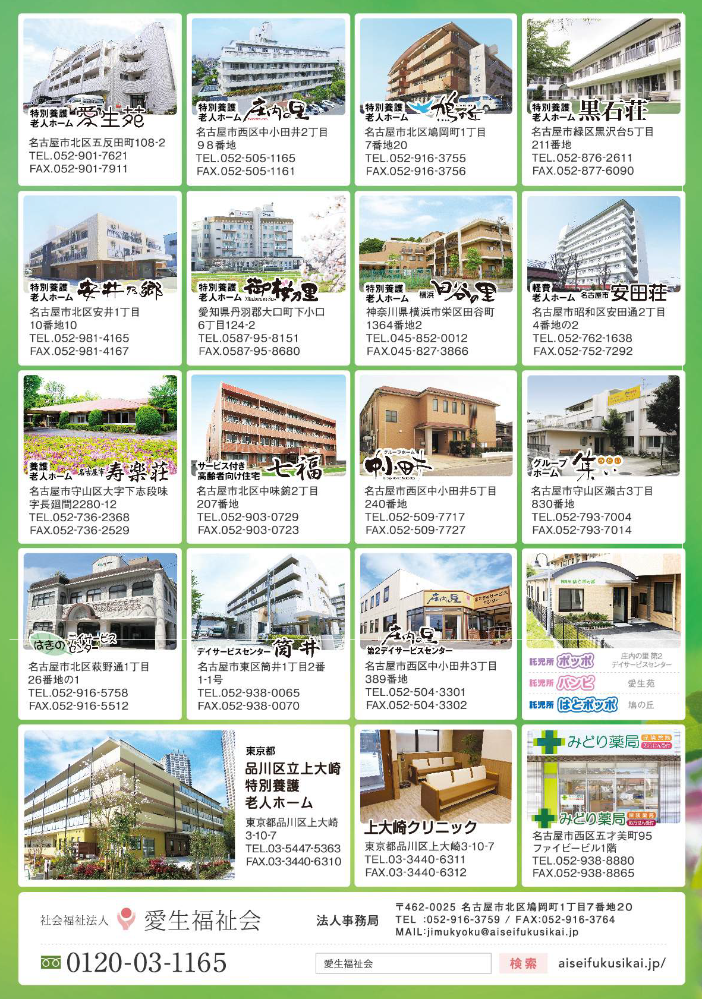 特別養護
老人ホーム 愛生苑
名古屋市北区五反田町108-2
TEL.052-901-7621
FAX.052-901-7911
特別養護
老人ホーム 庄内の里
名古屋市西区中小田井2丁目
98番地
TEL.052-505-1165
FAX.052-505-1161
特別養護
老人ホーム 鳩の丘
名古屋市北区鳩岡町1丁目
7番地20
TEL.052-916-3755
FAX.052-916-3756
特別養護
老人ホーム 黒石荘
名古屋市緑区黒沢台5丁目
211番地
TEL.052-876-2611
FAX.052-877-6090
特別養護
老人ホーム 安井乃郷
名古屋市北区安井1丁目
10番地10
TEL.052-981-4165
FAX.052-981-4167
特別養護
老人ホーム 御桜乃里
Mizakura no Sato
愛知県丹羽郡大口町下小口
6丁目124-2
TEL.0587-95-8151
FAX.0587-95-8680
特別養護
老人ホーム 横浜 田谷の里
神奈川県横浜市栄区田谷町
1364番地2
TEL.045-852-0012
FAX.045-827-3866
軽費
老人ホーム 名古屋市 安田荘
名古屋市昭和区安田通2丁目
4番地の2
TEL.052-762-1638
FAX.052-752-7292
養護
老人ホーム 名古屋市 寿楽荘
名古屋市守山区大字下志段味
字長廻間2280-12
TEL.052-736-2368
FAX.052-736-2529
サービス付き
高齢者向け住宅 七福
名古屋市北区中味鋺2丁目
207番地
TEL.052-903-0729
FAX.052-903-0723
グループホーム
中小田井
名古屋市西区中小田井5丁目
240番地
TEL.052-509-7717
FAX.052-509-7727
グループ
ホーム 集い つどい
名古屋市守山区瀬古3丁目
830番地
TEL.052-793-7004
FAX.052-793-7014
はぎの デイサービス
センター
名古屋市北区萩野通1丁目
26番地の1
TEL.052-916-5758
FAX.052-916-5512
デイサービスセンター 筒井
名古屋市東区筒井1丁目2番
1-1号
TEL.052-938-0065
FAX.052-938-0070
庄内の里 第2デイサービス
センター
庄内の里
第2デイサービスセンター
名古屋市西区中小田井3丁目
389番地
TEL.052-504-3301
FAX.052-504-3302
託児所 はとポッポ
託児所 ポッポ 庄内の里 第2
デイサービスセンター
託児所 バンビ 愛生苑
託児所 はとポッポ 鳩の丘
東京都
品川区立上大崎
特別養護
老人ホーム
東京都品川区上大崎
3-10-7
TEL.03-5447-5363
FAX.03-3440-6310
上大崎クリニック
東京都品川区上大崎3-10-7
TEL.03-3440-6311
FAX.03-3440-6312
みどり薬局 保険薬局
処方せん受付
みどり薬局
みどり薬局 保険薬局
処方せん受付
名古屋市西区五才美町95
ファイビービル1階
TEL.052-938-8880
FAX.052-938-8865
社会福祉法人 愛生福祉会
法人事務局
〒462-0025 名古屋市北区鳩岡町1丁目7番地20
TEL :052-916-3759 / FAX:052-916-3764
MAIL:jimukyoku@aiseifukusikai.jp
0120-03-1165
愛生福祉会 検索 aiseifukusikai.jp/